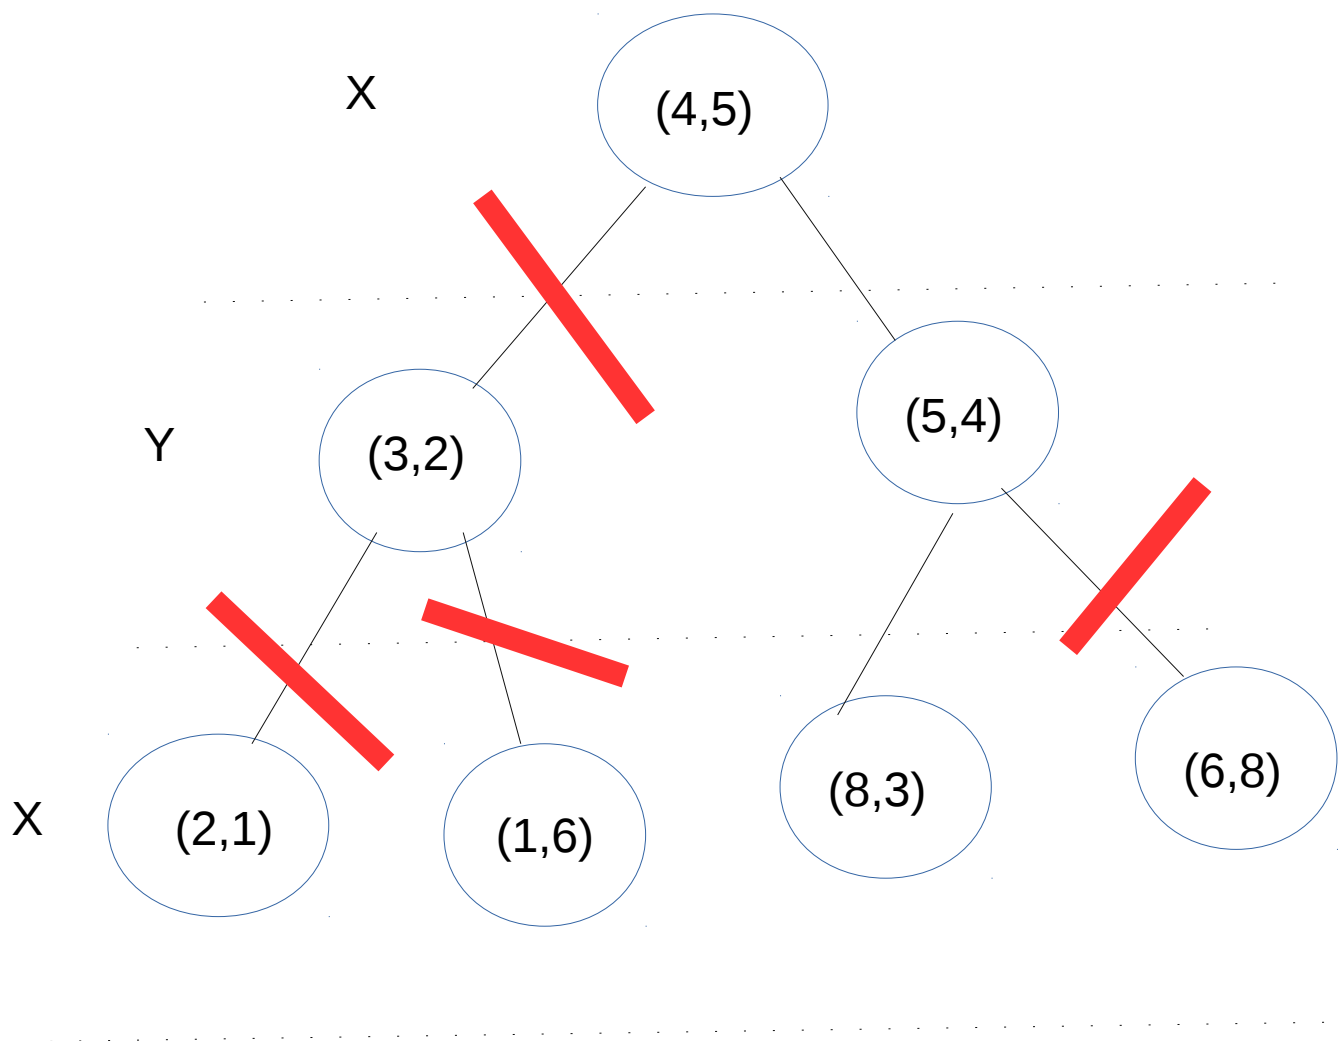 X
(4,5)
Y
(3,2)
(5,4)
X
(2,1)
(1,6)
(8,3)
(6,8)